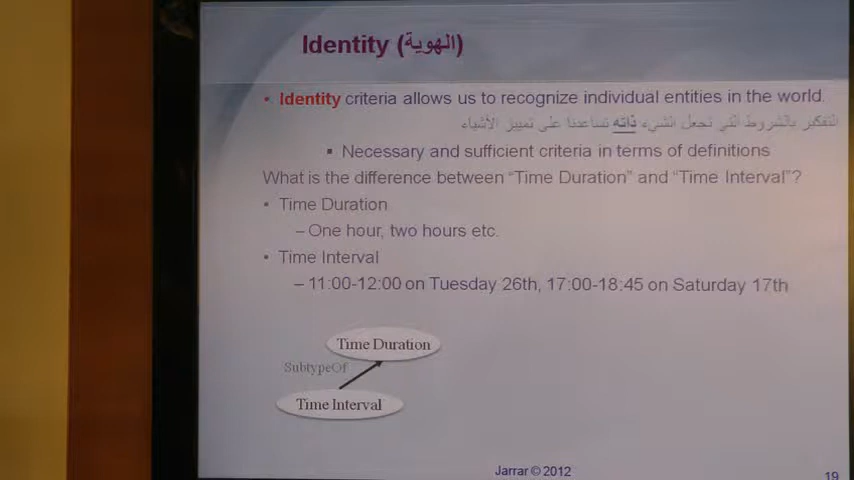 Identity (الهوية)
• Identity criteria allows us to recognize individual entities in the world.
التفكير بالشروط التي تجعل الشيء ذاته تساعدنا على تمييز الأشياء
▪ Necessary and sufficient criteria in terms of definitions
What is the difference between “Time Duration” and “Time Interval”?
• Time Duration
– One hour, two hours etc.
• Time Interval
– 11:00-12:00 on Tuesday 26th, 17:00-18:45 on Saturday 17th
Time Duration
SubtypeOf
Time Interval
Jarrar © 2012
19